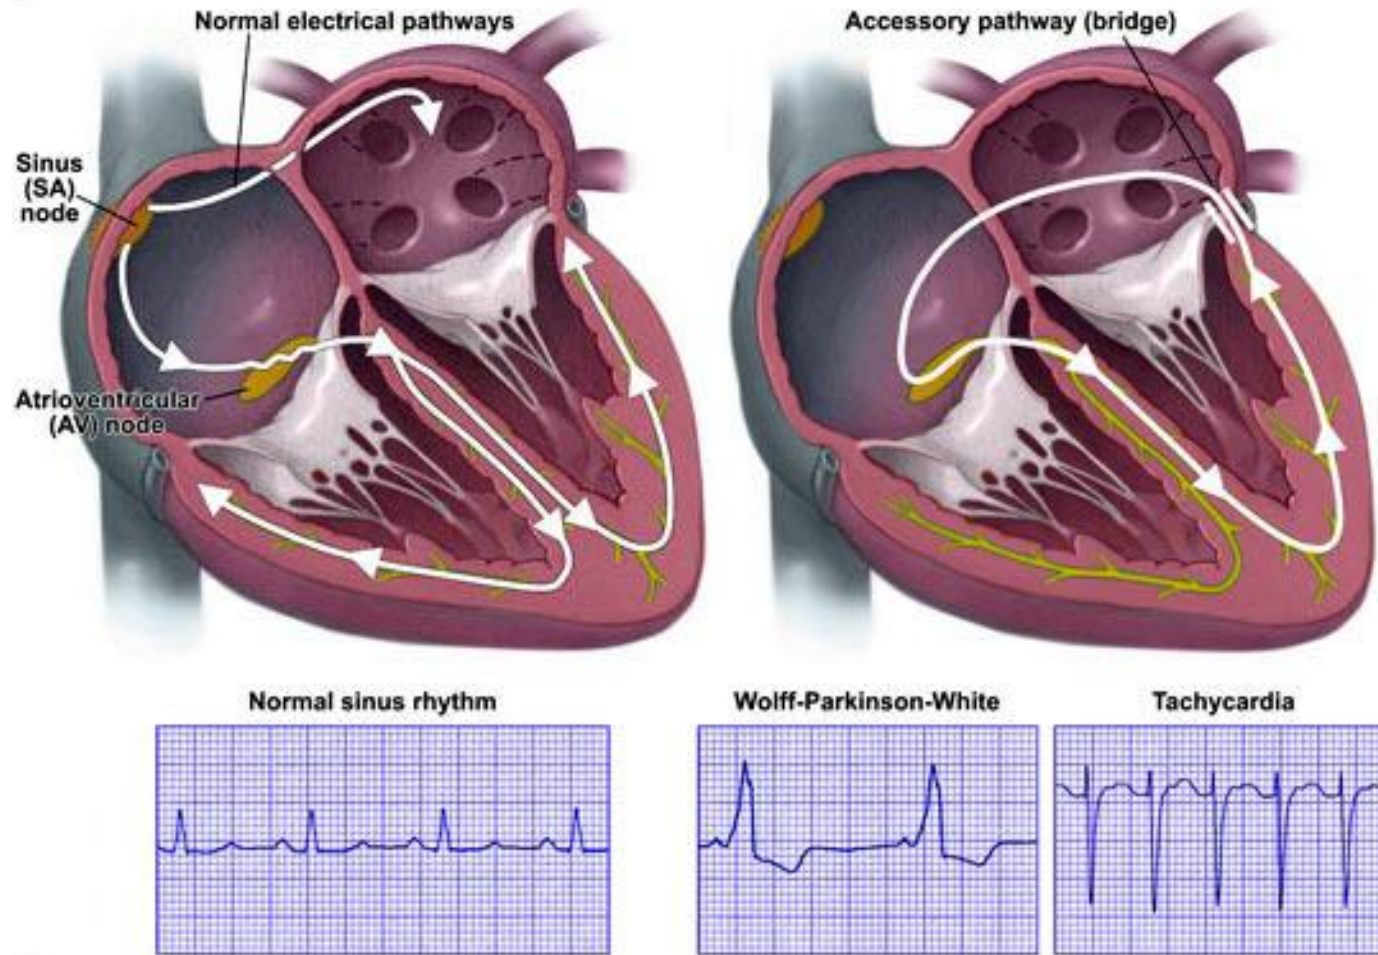 Normal electrical pathways
Accessory pathway (bridge)
Sinus
(SA)
node
Atrioventricular
(AV) node
Normal sinus rhythm
Wolff-Parkinson-White
Tachycardia